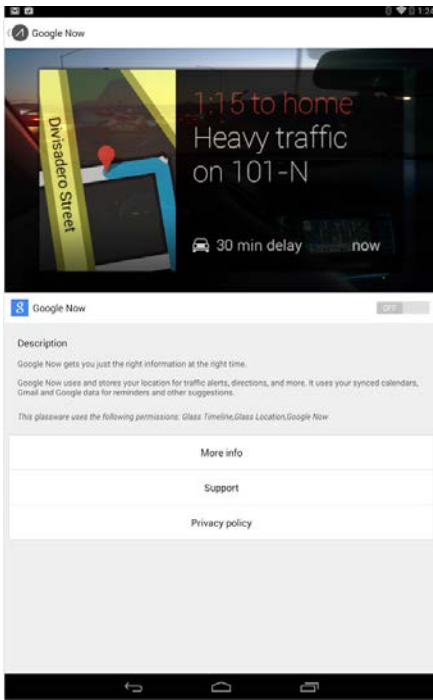 1:24
Google Now
Divisadero Street
1:15 to home
Heavy traffic
on 101-N
30 min delay
now
8 Google Now
OFF
Description
Google Now gets you just the right information at the right time.
Google Now uses and stores your location for traffic alerts, directions, and more. It uses your synced calendars,
Gmail and Google data for reminders and other suggestions.
This glassware uses the following permissions: Glass Timeline,Glass Location,Google Now
More info
Support
Privacy policy